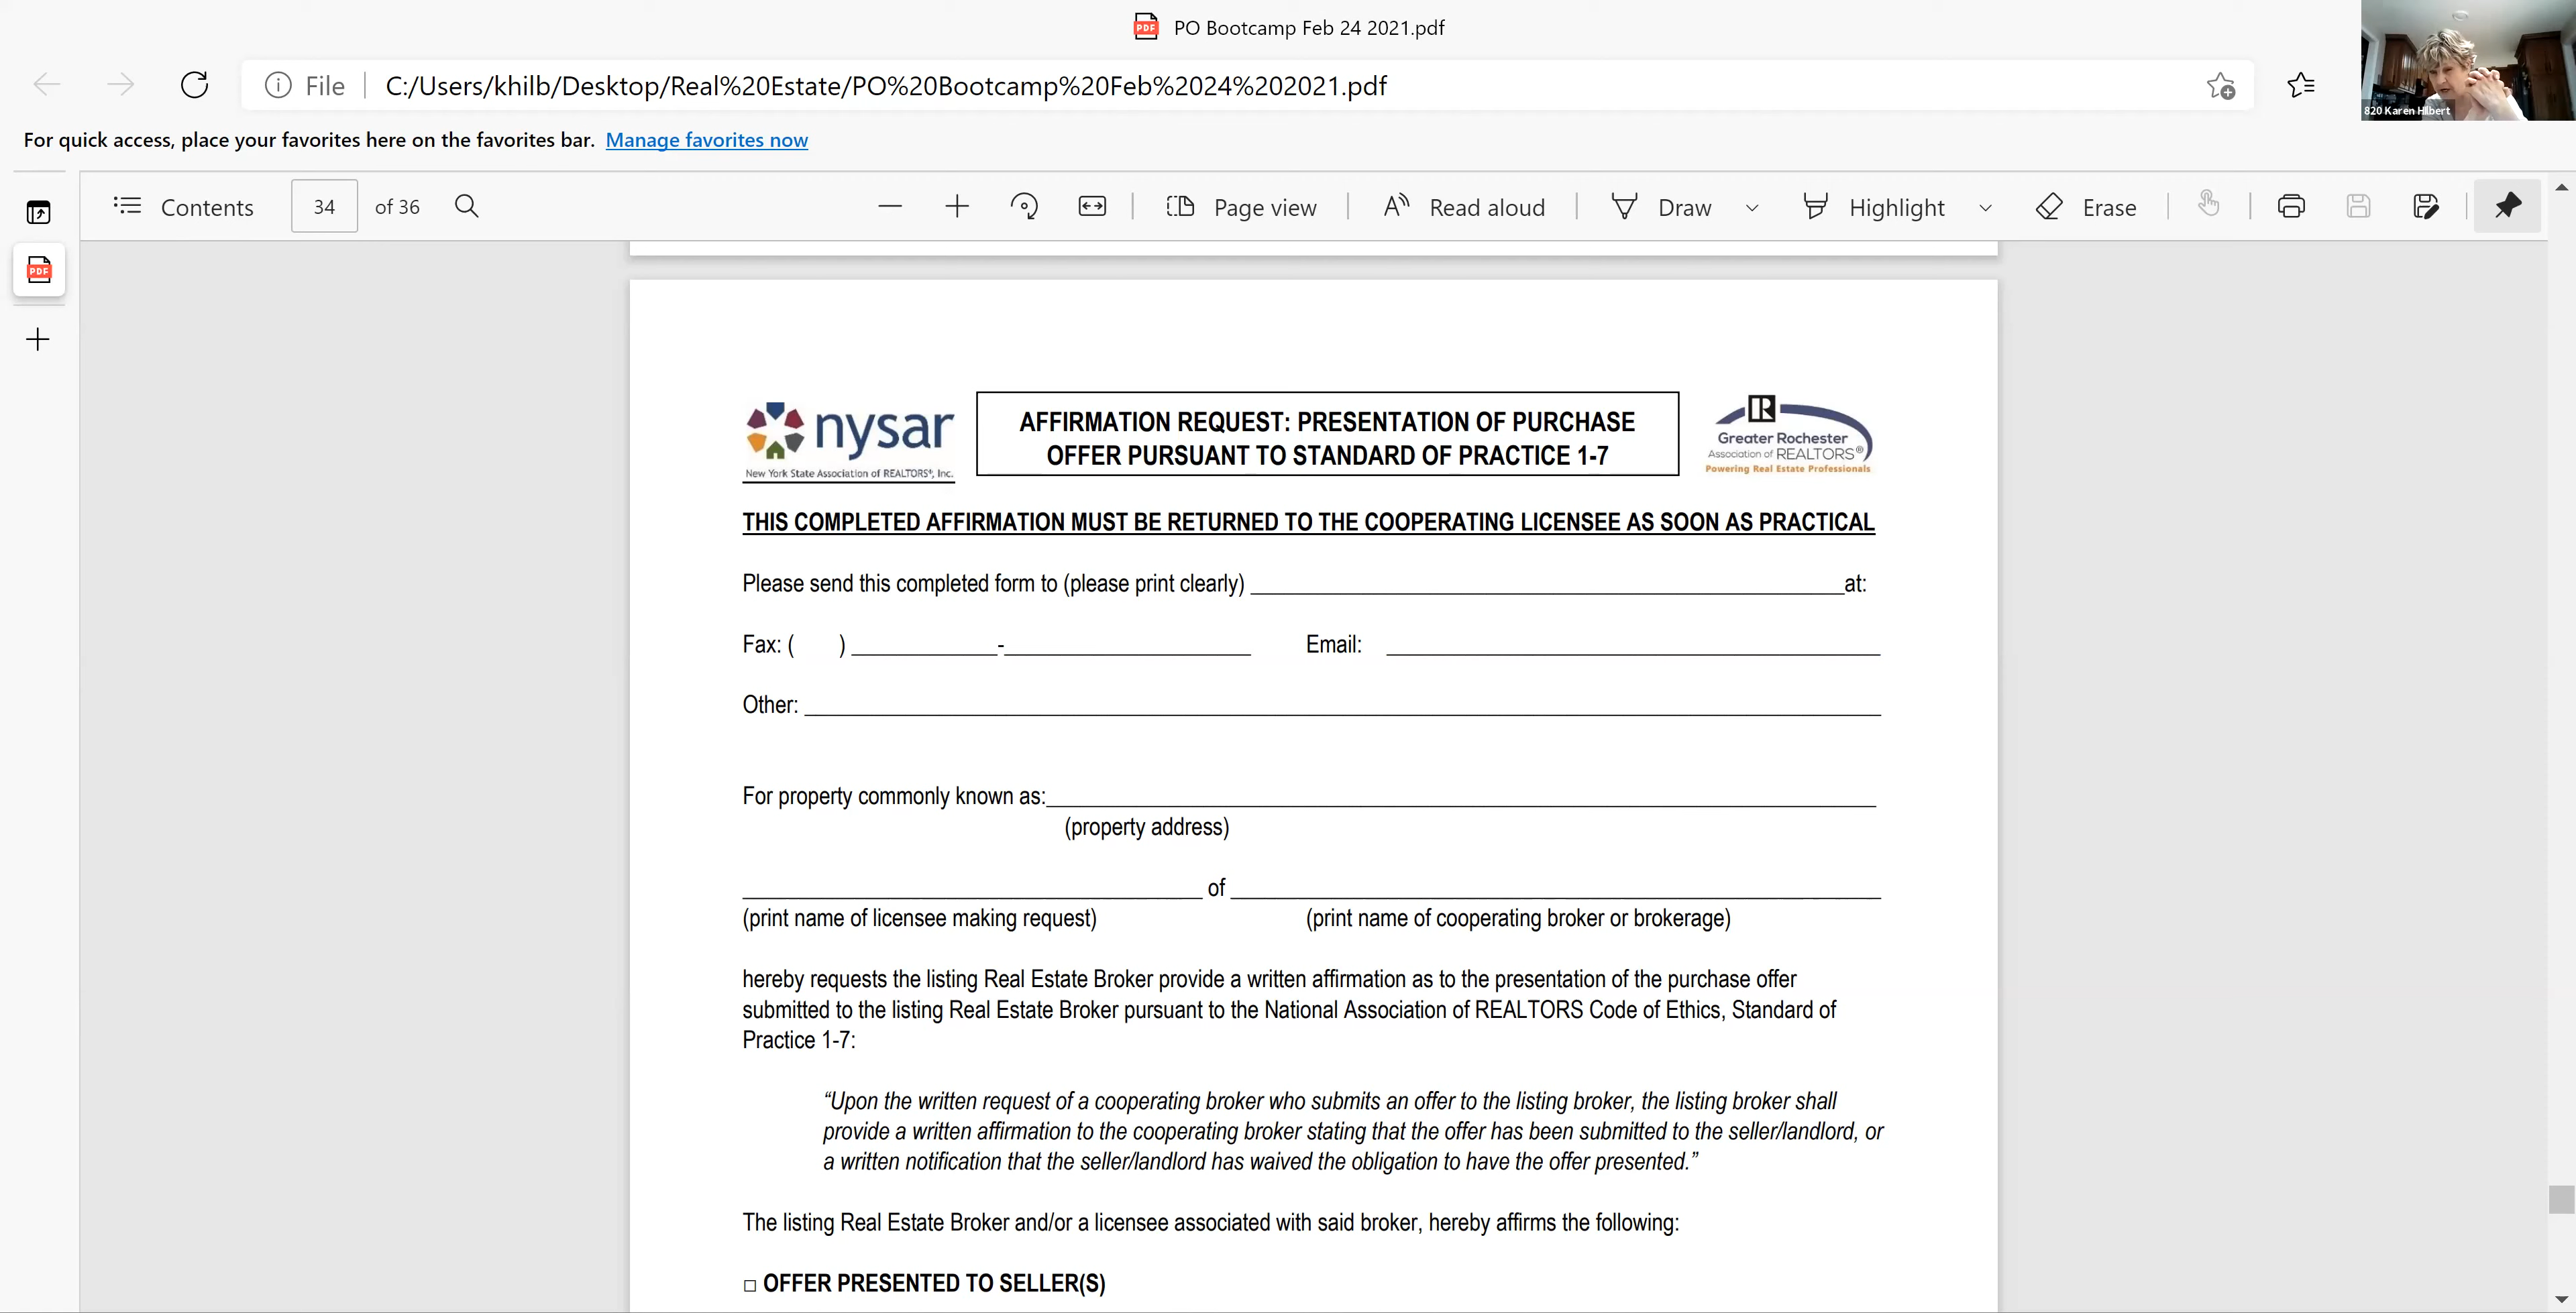 PDF PO Bootcamp Feb 24 2021.pdf
File C:/Users/khilb/Desktop/Real%20Estate/PO%20Bootcamp%20Feb%2024%202021.pdf
820 Karen Hilbert
For quick access, place your favorites here on the favorites bar. Manage favorites now
Contents 34 of 36 Page view Read aloud Draw Highlight Erase
PDF
nysar
New York State Association of REALTORS®, Inc.
AFFIRMATION REQUEST: PRESENTATION OF PURCHASE
OFFER PURSUANT TO STANDARD OF PRACTICE 1-7
R
Greater Rochester
Association of REALTORS®
Powering Real Estate Professionals
THIS COMPLETED AFFIRMATION MUST BE RETURNED TO THE COOPERATING LICENSEE AS SOON AS PRACTICAL
Please send this completed form to (please print clearly) ____________________ at:
Fax: ( ) __________-__________ Email: ____________________
Other: ____________________
For property commonly known as:____________________
(property address)
____________________ of ____________________
(print name of licensee making request) (print name of cooperating broker or brokerage)
hereby requests the listing Real Estate Broker provide a written affirmation as to the presentation of the purchase offer
submitted to the listing Real Estate Broker pursuant to the National Association of REALTORS Code of Ethics, Standard of
Practice 1-7:
“Upon the written request of a cooperating broker who submits an offer to the listing broker, the listing broker shall
provide a written affirmation to the cooperating broker stating that the offer has been submitted to the seller/landlord, or
a written notification that the seller/landlord has waived the obligation to have the offer presented.”
The listing Real Estate Broker and/or a licensee associated with said broker, hereby affirms the following:
□ OFFER PRESENTED TO SELLER(S)